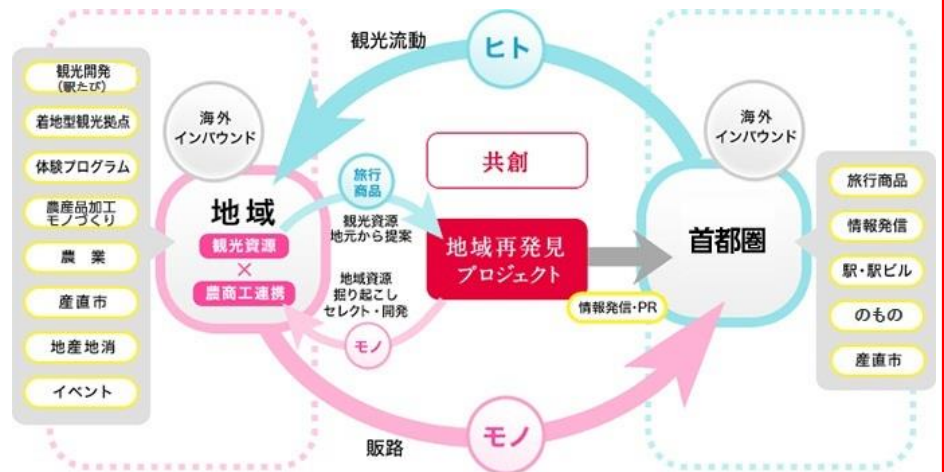 観光流動
ヒト
観光開発
(駅たび)
着地型観光拠点
体験プログラム
農産品加工
モノづくり
農業
産直市
地産地消
イベント
海外
インバウンド
地域
観光資源
×
農商工連携
旅行
商品
観光資源
地元から提案
地域資源
掘り起こし
セレクト・開発
モノ
共創
地域再発見
プロジェクト
情報発信・PR
海外
インバウンド
首都圏
旅行商品
情報発信
駅・駅ビル
のもの
産直市
販路
モノ